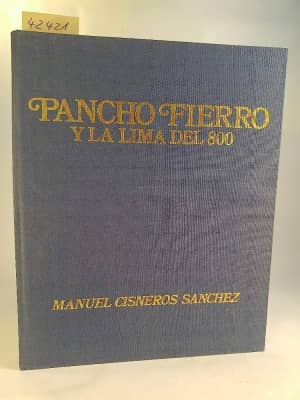 42421
PANCHO FIERRO
Y LA LIMA DEL 800
MANUEL CISNEROS SANCHEZ